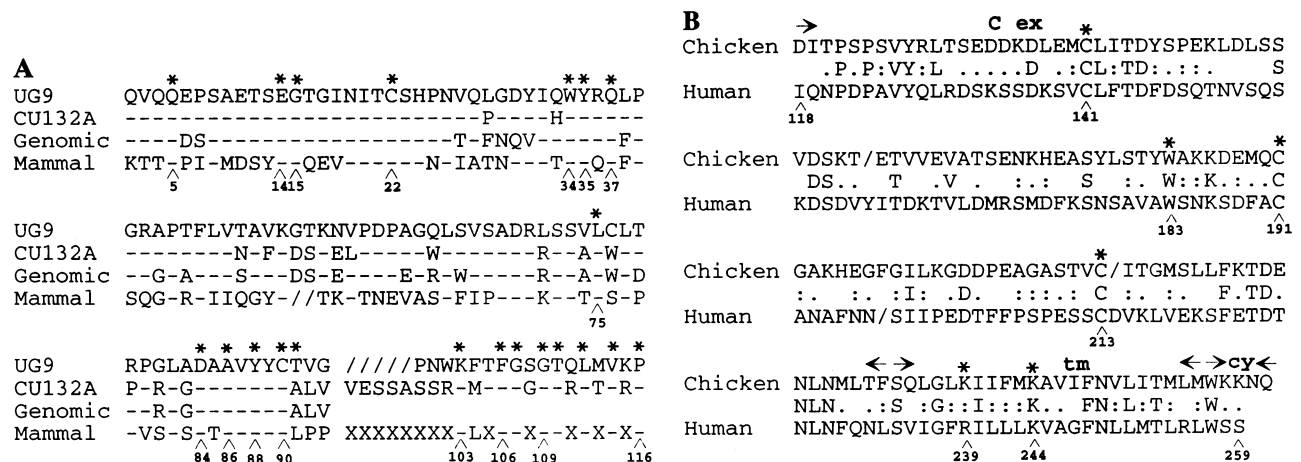 A
* * * * * * *
UG9 QVQQEPSAETSEGTGINITCSHPNVQLGDYIQWYRQLP
CU132A ----------------------------P---H------
Genomic ----DS---------------T-FNQV-----F-
Mammal KTT-PI-MDSY--QEV-----N-IATN---T--Q-F-
5 14 15 22 34 35 37
*
UG9 GRAPTFLVTAVKGTKNVPDPAGQLSVSADRLSSVLCLT
CU132A -------N-F-DS-EL----W------R--A-W--
Genomic --G-A---S--DS-E----E-R-W-----R--A-W-D
Mammal SQG-R-IIQGY-//TK-TNEVAS-FIP---K--T-S-P
75
* * * * * * * * * * * * *
UG9 RPGLADAAVYYCTVG /////PNWKFTFGSGTQLMVKP
CU132A P-R-G-------ALV VESSASSR-M---G--R-T-R-
Genomic --R-G-------ALV
Mammal -VS-S-T-----LPP XXXXXXXX-LX--X--X-X-X-
84 86 88 90 103 106 109 116
B
→ C ex *
Chicken DITPSPSVYRLTSEDDKDLEMCLITDYSPEKLDLSS
.P.P:VY:L .....D .:CL:TD:.:. S
Human IQNPDPAVYQLRDSKSSDKSVCLFTDFDSQTNVSQS
118 141
* *
Chicken VDSKT/ETVVEVATSENKHEASYLSTYWAKKDEMQC
DS.. T .V. :.: S :. W::K. . C
Human KDSDVYITDKTVLDMRSMDFKSNSAVAWSNKSDFAC
183 191
*
Chicken GAKHEGFGILKGDDPEAGASTVC/ITGMSLLFKTDE
:. . :I: .D. :::. C :. :. F.TD.
Human ANAFNN/SIIPEDTFFPSPESSCDVKLVEKSFETDT
213
←→ * * tm ←→ cy ←
Chicken NLNMLTFSQLGLKIIFMKAVIFNVLITMLMWKKNQ
NLN. :S :G::I:::K. FN:L:T: :W..
Human NLNFQNLSVIGFRILLLKVAGFNLLMTLRLWSS
239 244 259